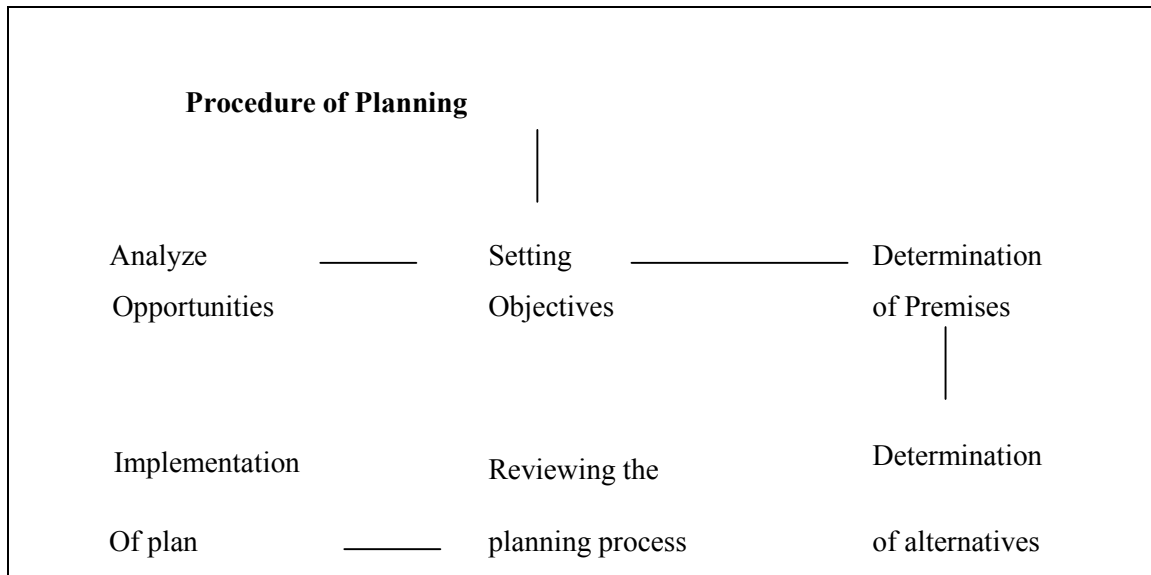 Procedure of Planning
Analyze
Opportunities
Setting
Objectives
Determination
of Premises
Implementation
Of plan
Reviewing the
planning process
Determination
of alternatives